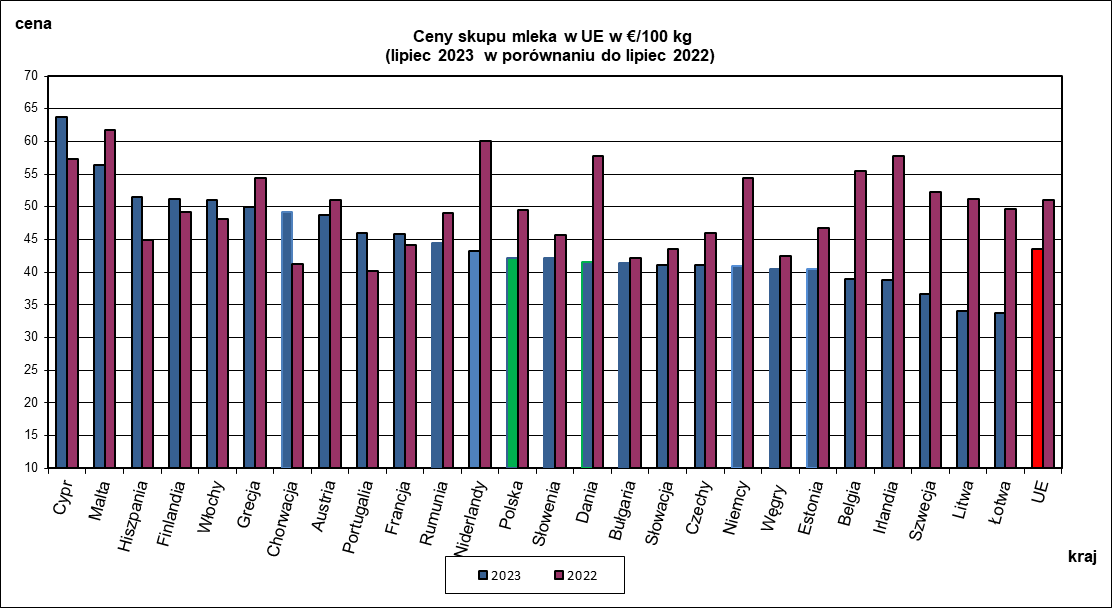 cena
Ceny skupu mleka w UE w €/100 kg
(lipiec 2023 w porównaniu do lipiec 2022)
70
65
60
55
50
45
40
35
30
25
20
15
10
Cypr
Malta
Hiszpania
Finlandia
Włochy
Grecja
Chorwacja
Austria
Portugalia
Francja
Rumunia
Niderlandy
Polska
Słowenia
Dania
Bułgaria
Słowacja
Czechy
Niemcy
Węgry
Estonia
Belgia
Irlandia
Szwecja
Litwa
Łotwa
UE
kraj
2023 2022